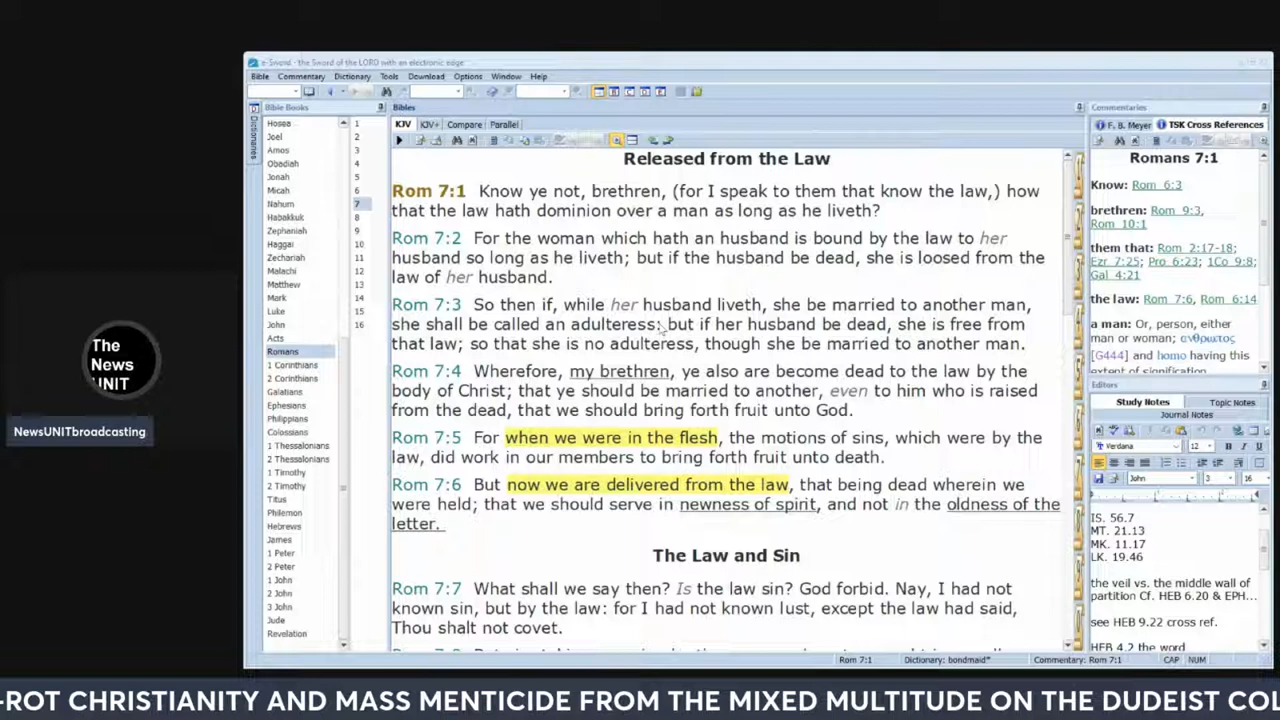 e-Sword - the Sword of the LORD with an electronic edge
Bible Commentary Dictionary Tools Download Options Window Help
Bible Books
Bibles
Commentaries
Dictionaries
KJV KJV+ Compare Parallel
F. B. Meyer TSK Cross References
Hosea
Joel
Amos
Obadiah
Jonah
Micah
Nahum
Habakkuk
Zephaniah
Haggai
Zechariah
Malachi
Matthew
Mark
Luke
John
Acts
Romans
1 Corinthians
2 Corinthians
Galatians
Ephesians
Philippians
Colossians
1 Thessalonians
2 Thessalonians
1 Timothy
2 Timothy
Titus
Philemon
Hebrews
James
1 Peter
2 Peter
1 John
2 John
3 John
Jude
Revelation
1
2
3
4
5
6
7
8
9
10
11
12
13
14
15
16
Released from the Law
Rom 7:1 Know ye not, brethren, (for I speak to them that know the law,) how
that the law hath dominion over a man as long as he liveth?
Rom 7:2 For the woman which hath an husband is bound by the law to her
husband so long as he liveth; but if the husband be dead, she is loosed from the
law of her husband.
Rom 7:3 So then if, while her husband liveth, she be married to another man,
she shall be called an adulteress: but if her husband be dead, she is free from
that law; so that she is no adulteress, though she be married to another man.
Rom 7:4 Wherefore, my brethren, ye also are become dead to the law by the
body of Christ; that ye should be married to another, even to him who is raised
from the dead, that we should bring forth fruit unto God.
Rom 7:5 For when we were in the flesh, the motions of sins, which were by the
law, did work in our members to bring forth fruit unto death.
Rom 7:6 But now we are delivered from the law, that being dead wherein we
were held; that we should serve in newness of spirit, and not in the oldness of the
letter.
The Law and Sin
Rom 7:7 What shall we say then? Is the law sin? God forbid. Nay, I had not
known sin, but by the law: for I had not known lust, except the law had said,
Thou shalt not covet.
Romans 7:1
Know: Rom 6:3
brethren: Rom 9:3,
Rom 10:1
them that: Rom 2:17-18;
Ezr 7:25; Pro 6:23; 1Co 9:8;
Gal 4:21
the law: Rom 7:6, Rom 6:14
a man: Or, person, either
man or woman; ανθρωπος
[G444] and homo having this
extent of signification
Editors
Study Notes Topic Notes
Journal Notes
Verdana 12 B I U
John 3 16
IS. 56.7
MT. 21.13
MK. 11.17
LK. 19.46
the veil vs. the middle wall of
partition Cf. HEB 6.20 & EPH...
see HEB 9.22 cross ref.
HEB 4.2 the word
Rom 7:1 Dictionary: bondmaid* Commentary: Rom 7:1 CAP NUM
The
News
UNIT
NewsUNITbroadcasting
-ROT CHRISTIANITY AND MASS MENTICIDE FROM THE MIXED MULTITUDE ON THE DUDEIST COL